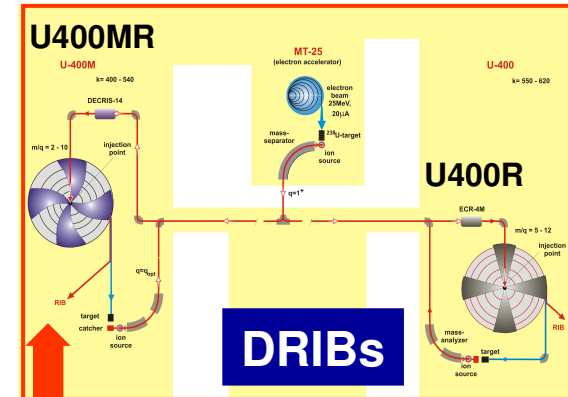 U400MR
U-400M
k= 400 - 540
DECRIS-14
m/q = 2 - 10
injection
point
RIB
target
catcher
ion
source
q=qopt
MT-25
(electron accelerator)
electron
beam
25MeV,
20μA
mass-
separator
238U-target
ion
source
q=1+
U-400
k= 550 - 620
U400R
ECR-4M
m/q = 5 - 12
injection
point
RIB
mass-
analyzer
target
ion
source
DRIBs